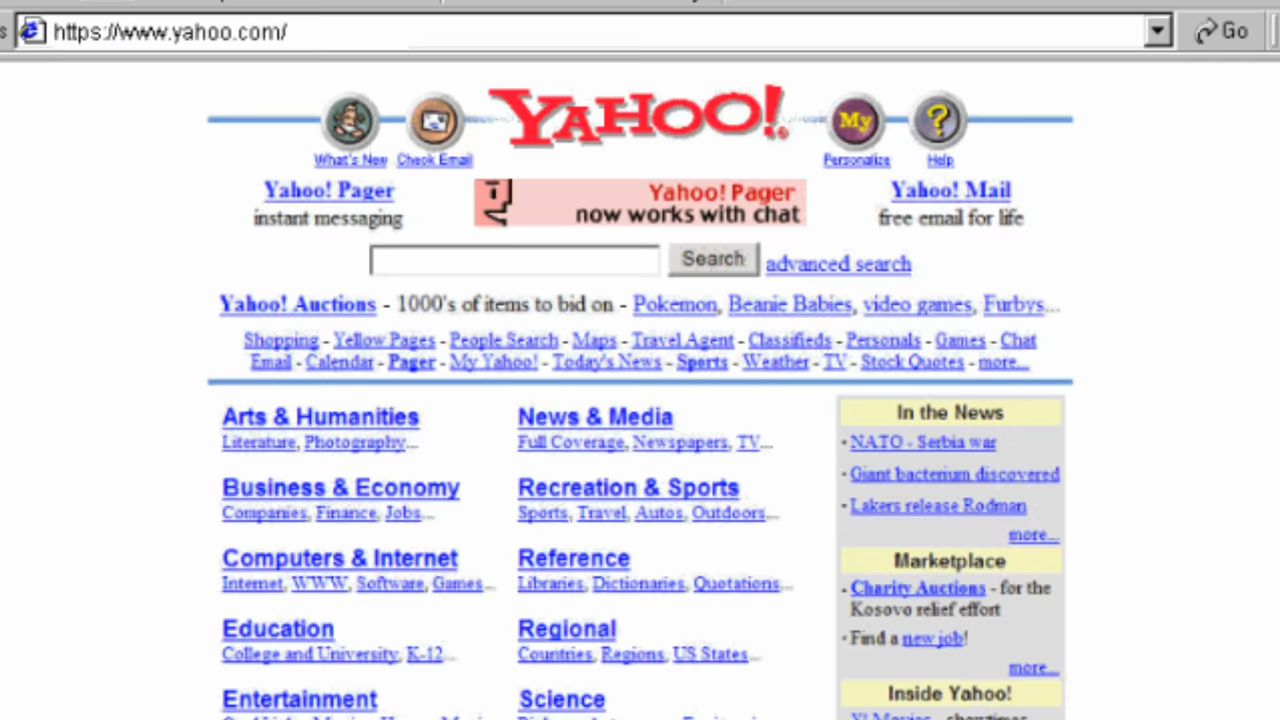 s https://www.yahoo.com/ Go
YAHOO!
My ?
What's New Check Email Personalize Help
Yahoo! Pager
instant messaging
Yahoo! Pager
now works with chat
Yahoo! Mail
free email for life
Search advanced search
Yahoo! Auctions - 1000's of items to bid on - Pokemon, Beanie Babies, video games, Furbys...
Shopping - Yellow Pages - People Search - Maps - Travel Agent - Classifieds - Personals - Games - Chat
Email - Calendar - Pager - My Yahoo! - Today's News - Sports - Weather - TV - Stock Quotes - more...
Arts & Humanities
Literature, Photography...
Business & Economy
Companies, Finance, Jobs...
Computers & Internet
Internet, WWW, Software, Games...
Education
College and University, K-12...
Entertainment
News & Media
Full Coverage, Newspapers, TV...
Recreation & Sports
Sports, Travel, Autos, Outdoors...
Reference
Libraries, Dictionaries, Quotations...
Regional
Countries, Regions, US States...
Science
In the News
· NATO - Serbia war
· Giant bacterium discovered
· Lakers release Rodman
more...
Marketplace
· Charity Auctions - for the
Kosovo relief effort
· Find a new job!
more...
Inside Yahoo!
Y! Movies - showtimes